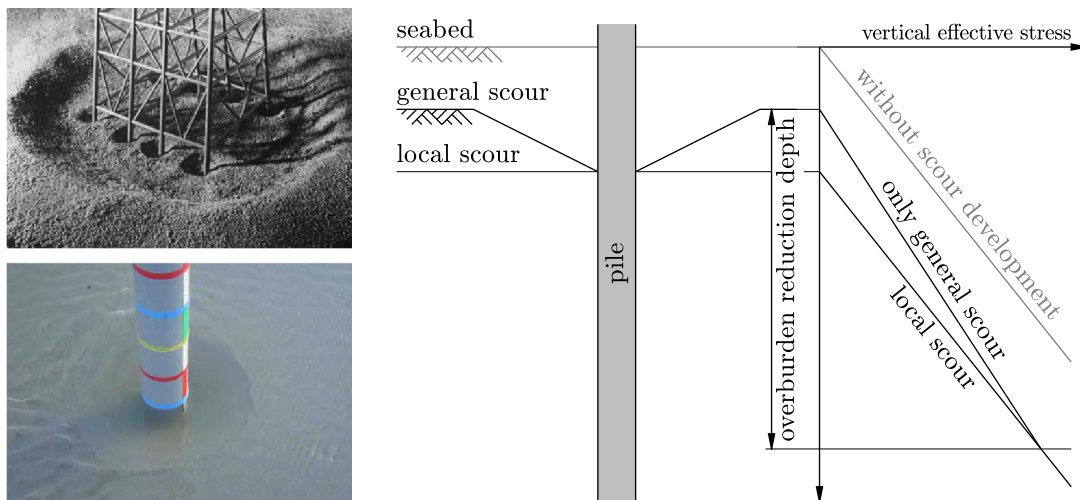 seabed
general scour
local scour
pile
overburden reduction depth
vertical effective stress
without scour development
only general scour
local scour